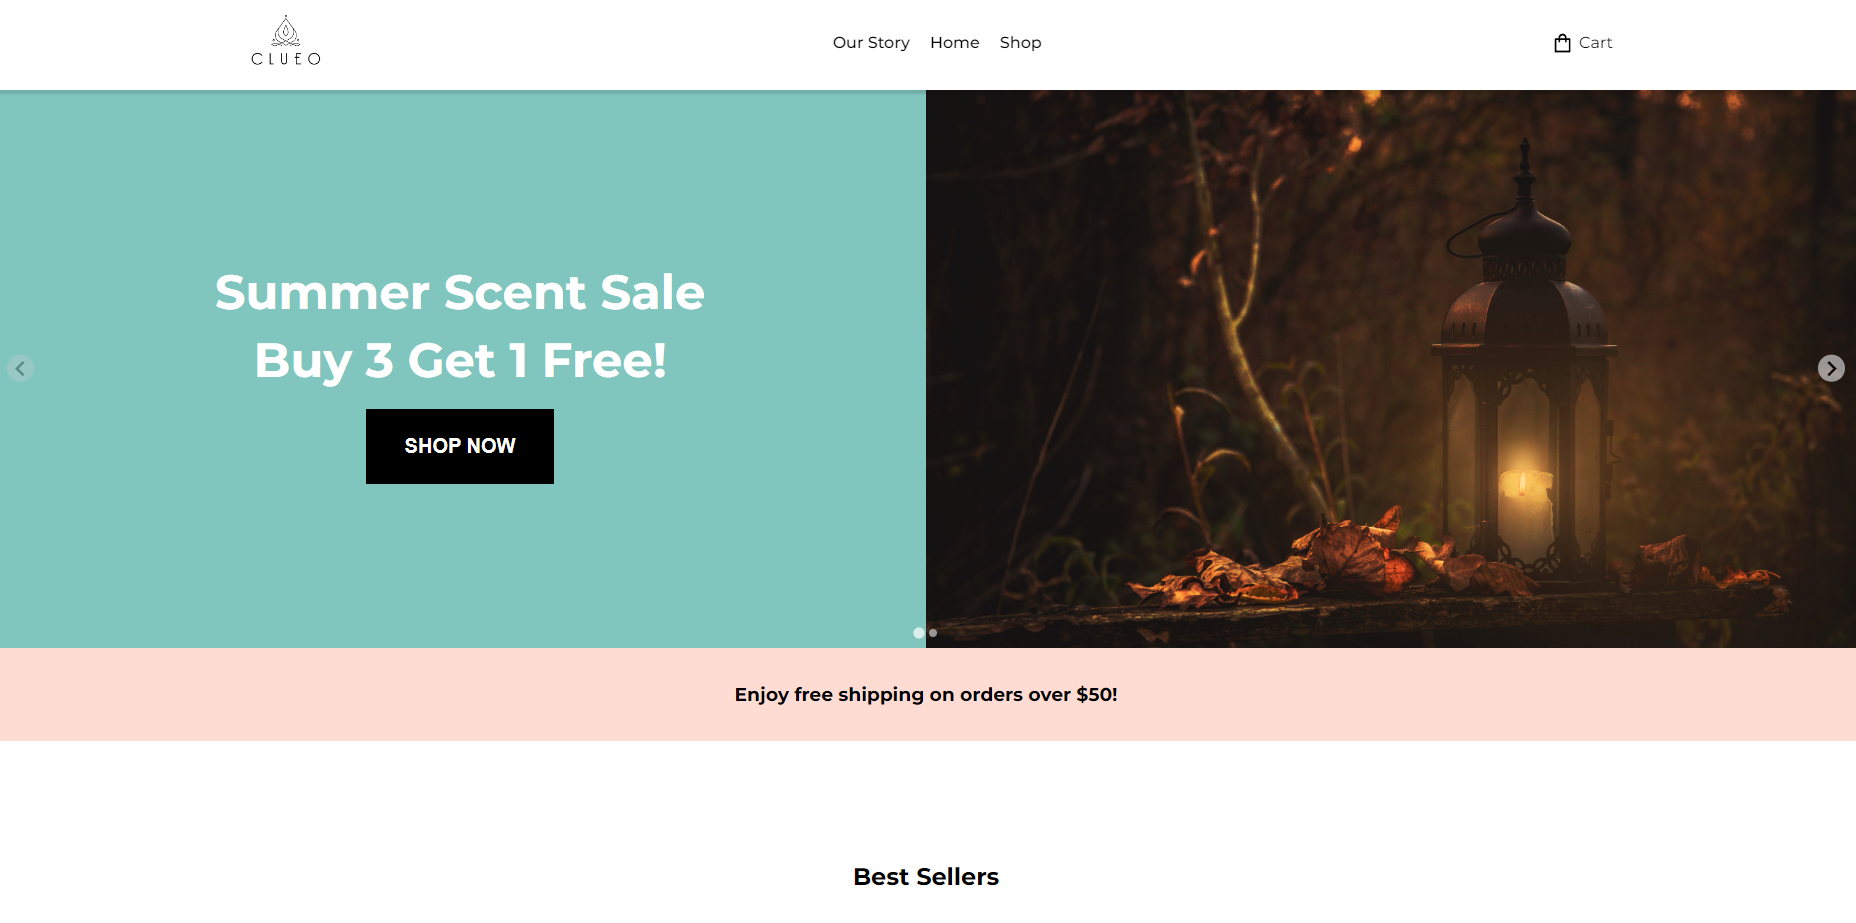 CLUEO
Our Story Home Shop
Cart
Summer Scent Sale
Buy 3 Get 1 Free!
SHOP NOW
Enjoy free shipping on orders over $50!
Best Sellers